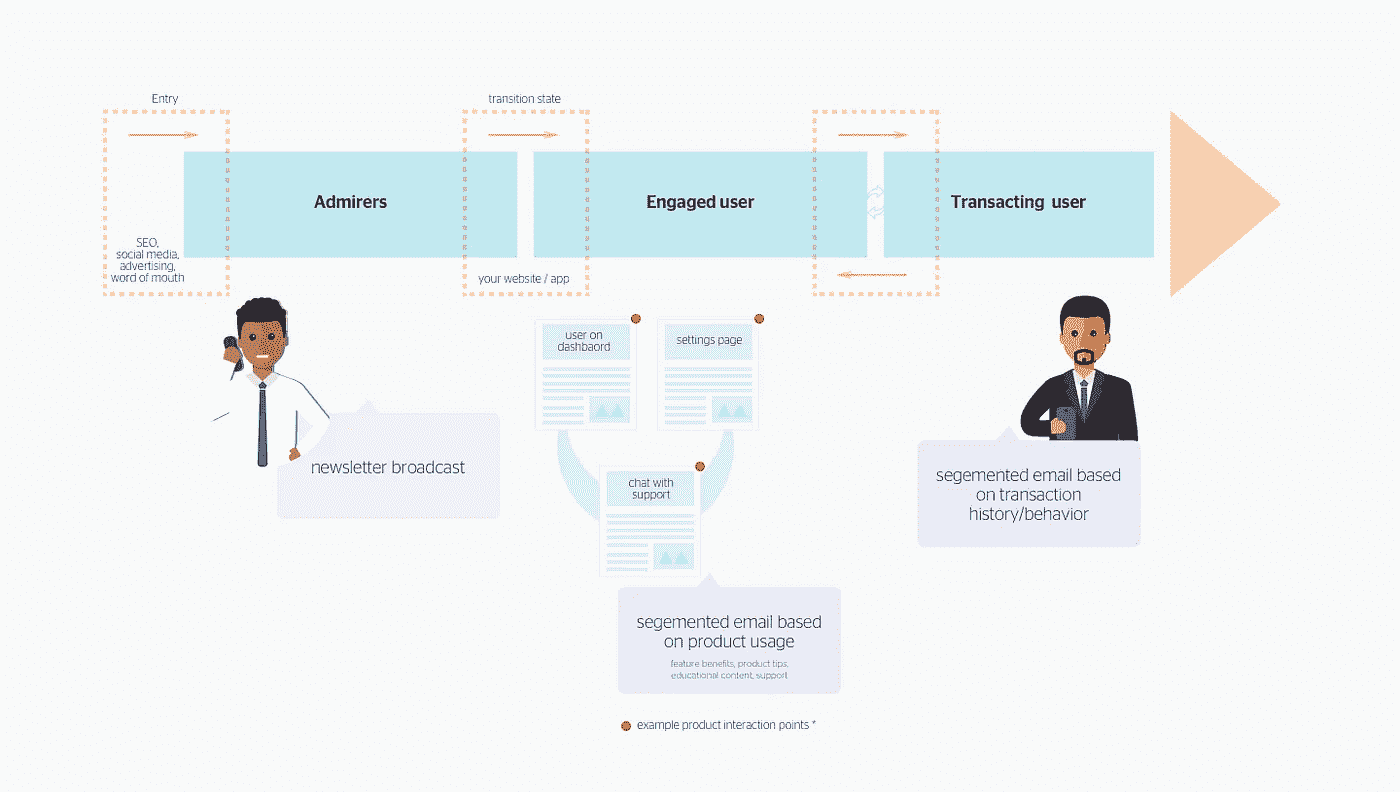 Entry
transition state
Admirers
Engaged user
Transacting user
SEO,
social media,
advertising,
word of mouth
your website / app
user on
dashbaord
settings page
newsletter broadcast
chat with
support
segemented email based
on transaction
history/behavior
segemented email based
on product usage
feature benefits, product tips,
educational content, support
example product interaction points *